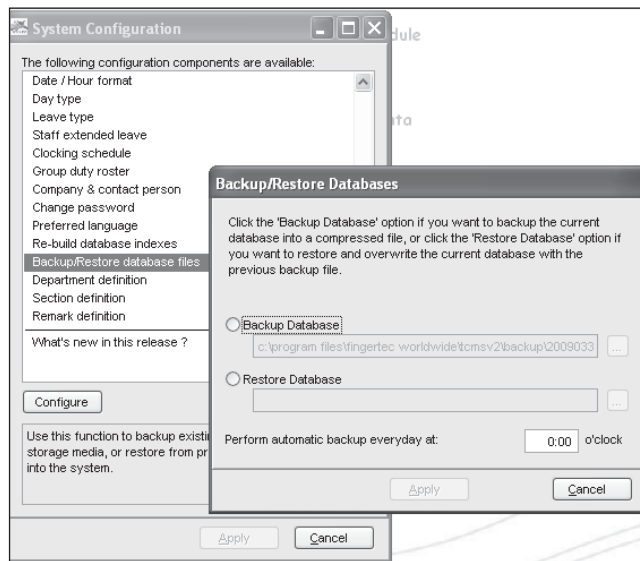 System Configuration
dule
The following configuration components are available:
Date / Hour format
Day type
Leave type
Staff extended leave
ata
Clocking schedule
Group duty roster
Company & contact person
Change password
Preferred language
Re-build database indexes
Backup/Restore database files
Department definition
Section definition
Remark definition
What's new in this release ?
Configure
Use this function to backup existi
storage media, or restore from pr
into the system.
Apply
Cancel
Backup/Restore Databases
Click the 'Backup Database' option if you want to backup the current
database into a compressed file, or click the 'Restore Database' option if
you want to restore and overwrite the current database with the
previous backup file.
Backup Database
c:\program files\fingertec worldwide\tcmsv2\backup\2009033
...
Restore Database
...
Perform automatic backup everyday at:
0:00 o'clock
Apply
Cancel